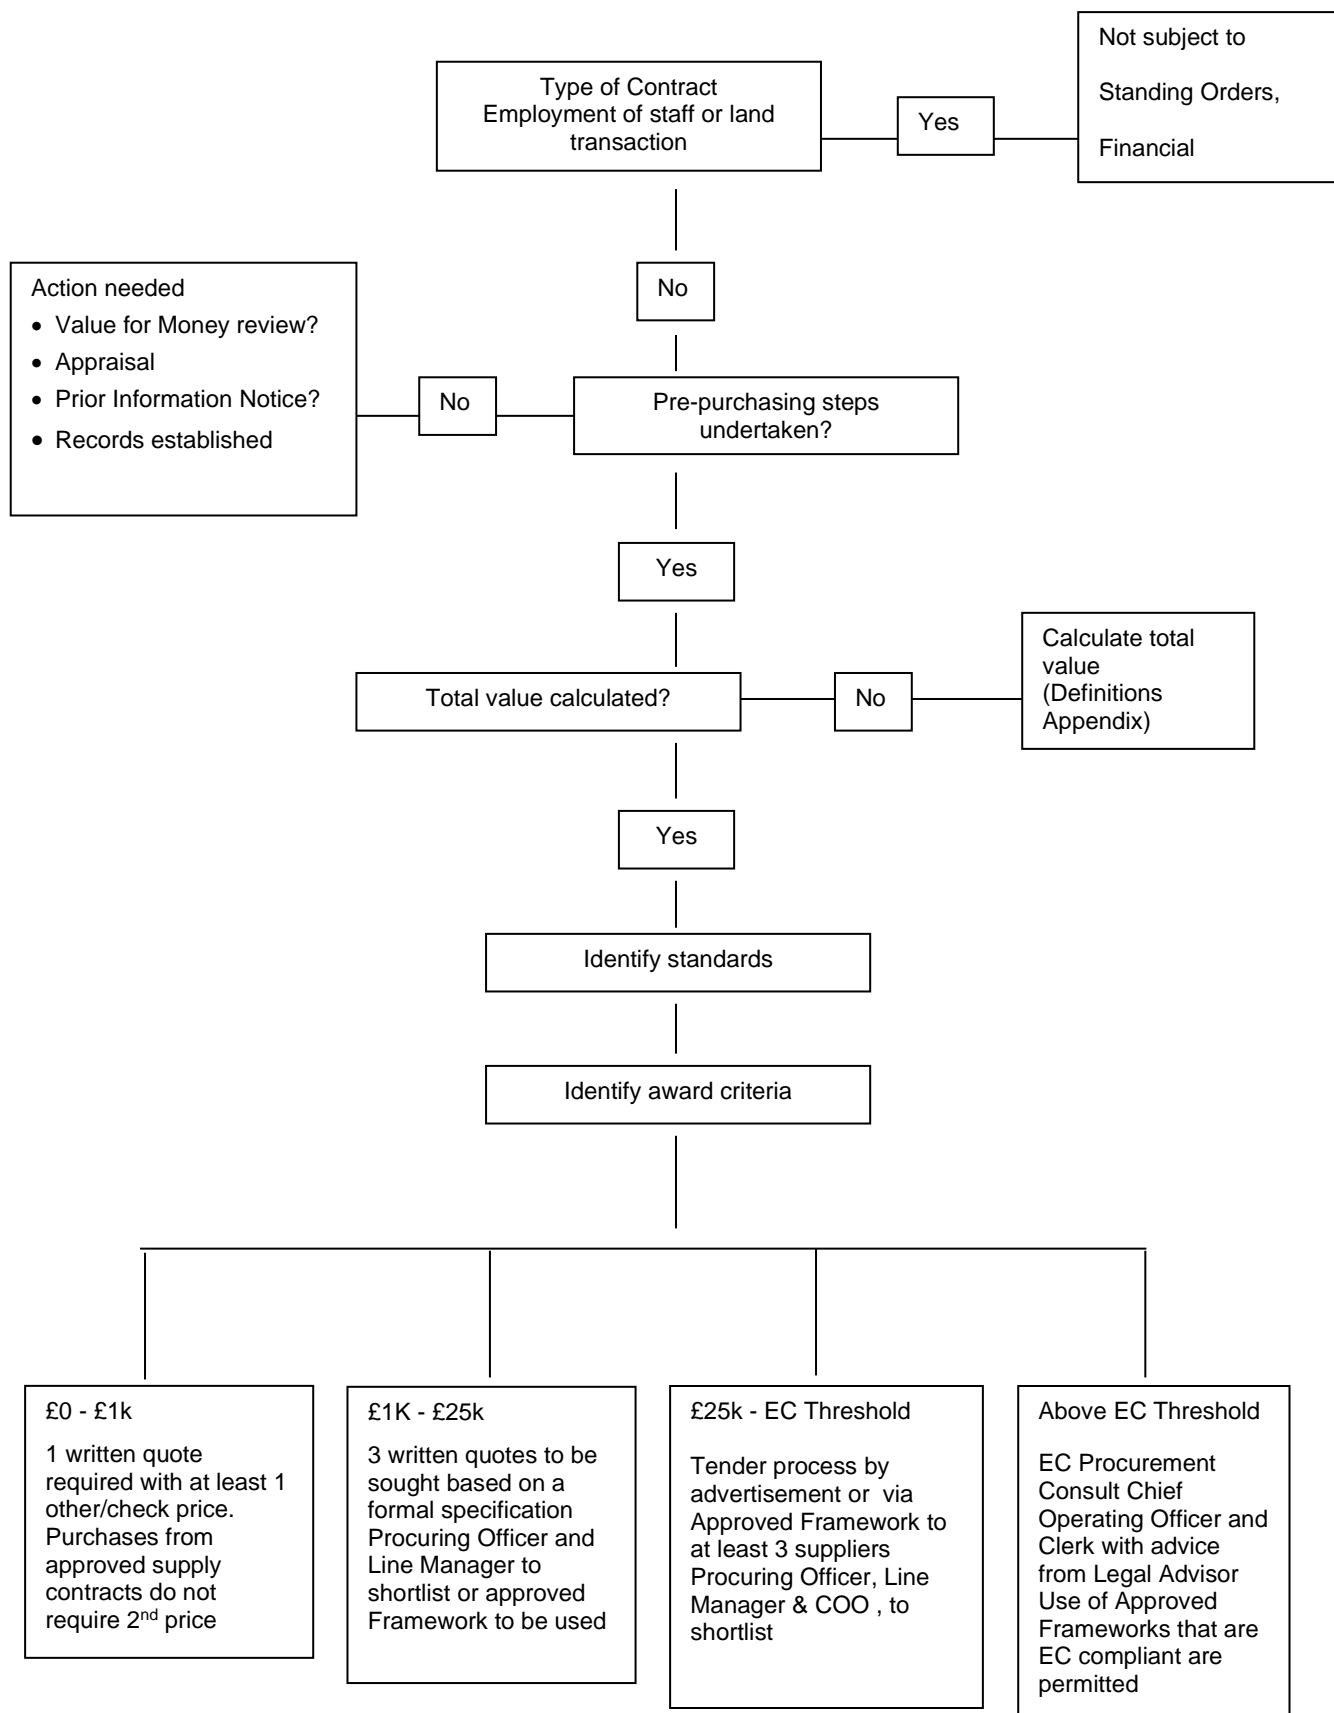 Type of Contract
Employment of staff or land
transaction
Yes
Not subject to
Standing Orders,
Financial
No
Action needed
• Value for Money review?
• Appraisal
• Prior Information Notice?
• Records established
No
Pre-purchasing steps
undertaken?
Yes
Total value calculated?
No
Calculate total
value
(Definitions
Appendix)
Yes
Identify standards
Identify award criteria
£0 - £1k
1 written quote
required with at least 1
other/check price.
Purchases from
approved supply
contracts do not
require 2nd price
£1K - £25k
3 written quotes to be
sought based on a
formal specification
Procuring Officer and
Line Manager to
shortlist or approved
Framework to be used
£25k - EC Threshold
Tender process by
advertisement or  via
Approved Framework to
at least 3 suppliers
Procuring Officer, Line
Manager & COO , to
shortlist
Above EC Threshold
EC Procurement
Consult Chief
Operating Officer and
Clerk with advice
from Legal Advisor
Use of Approved
Frameworks that are
EC compliant are
permitted